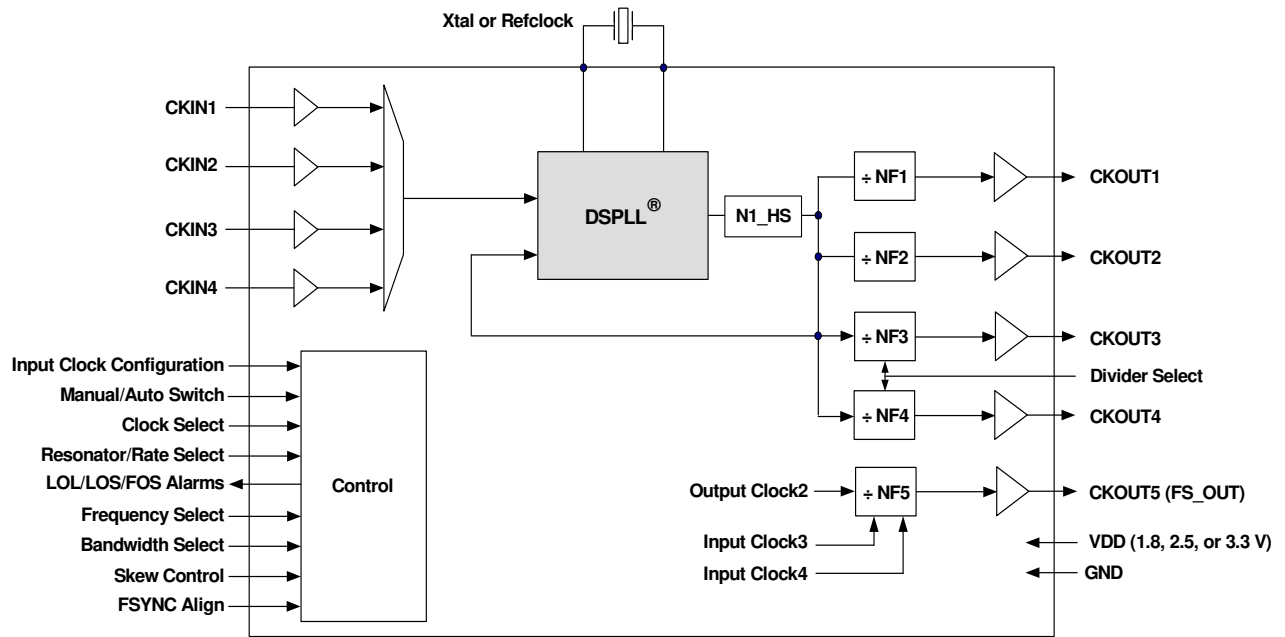 Xtal or Refclock
CKIN1
CKIN2
CKIN3
CKIN4
DSPLL®
N1_HS
÷ NF1
CKOUT1
÷ NF2
CKOUT2
÷ NF3
CKOUT3
Divider Select
÷ NF4
CKOUT4
Output Clock2
÷ NF5
CKOUT5 (FS_OUT)
Input Clock3
Input Clock4
VDD (1.8, 2.5, or 3.3 V)
GND
Input Clock Configuration
Manual/Auto Switch
Clock Select
Resonator/Rate Select
LOL/LOS/FOS Alarms
Frequency Select
Bandwidth Select
Skew Control
FSYNC Align
Control